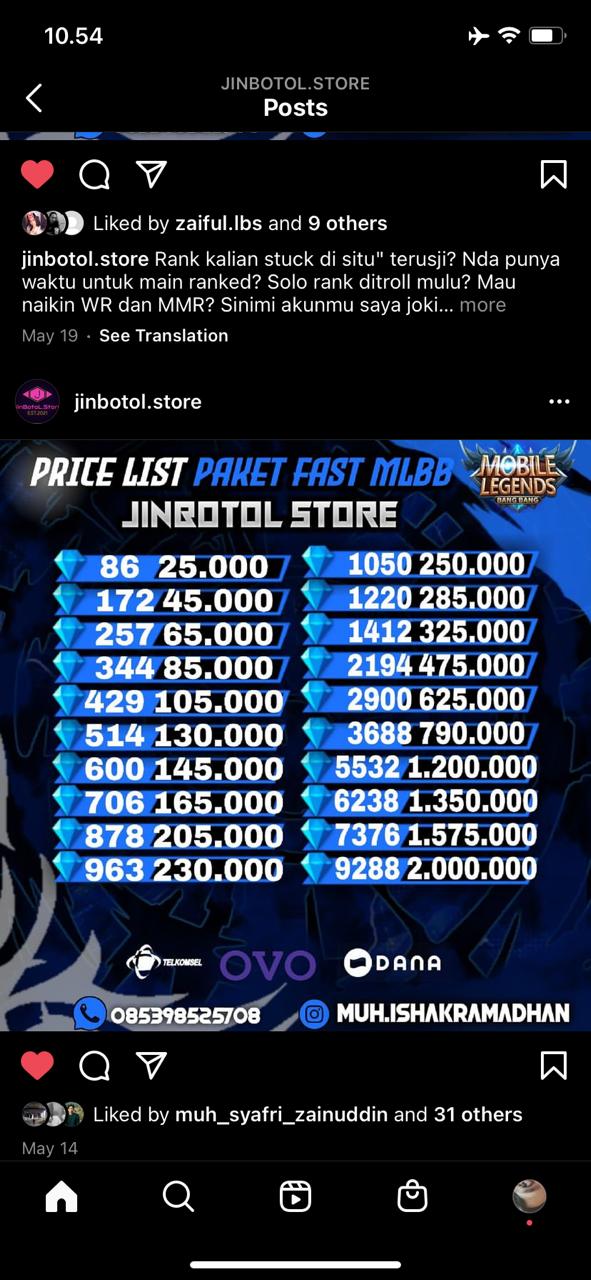 10.54
JINBOTOL.STORE
Posts
Liked by zaiful.lbs and 9 others
jinbotol.store Rank kalian stuck di situ" terusji? Nda punya
waktu untuk main ranked? Solo rank ditroll mulu? Mau
naikin WR dan MMR? Sinimi akunmu saya joki... more
May 19 · See Translation
jinbotol.store
PRICE LIST PAKET FAST MLBB
JINBOTOL STORE
MOBILE
LEGENDS
BANG BANG
86 25.000
172 45.000
257 65.000
344 85.000
429 105.000
514 130.000
600 145.000
706 165.000
878 205.000
963 230.000
1050 250.000
1220 285.000
1412 325.000
2194 475.000
2900 625.000
3688 790.000
5532 1.200.000
6238 1.350.000
7376 1.575.000
9288 2.000.000
TELKOMSEL OVO DANA
085398525708 MUH.ISHAKRAMADHAN
Liked by muh_syafri_zainuddin and 31 others
May 14